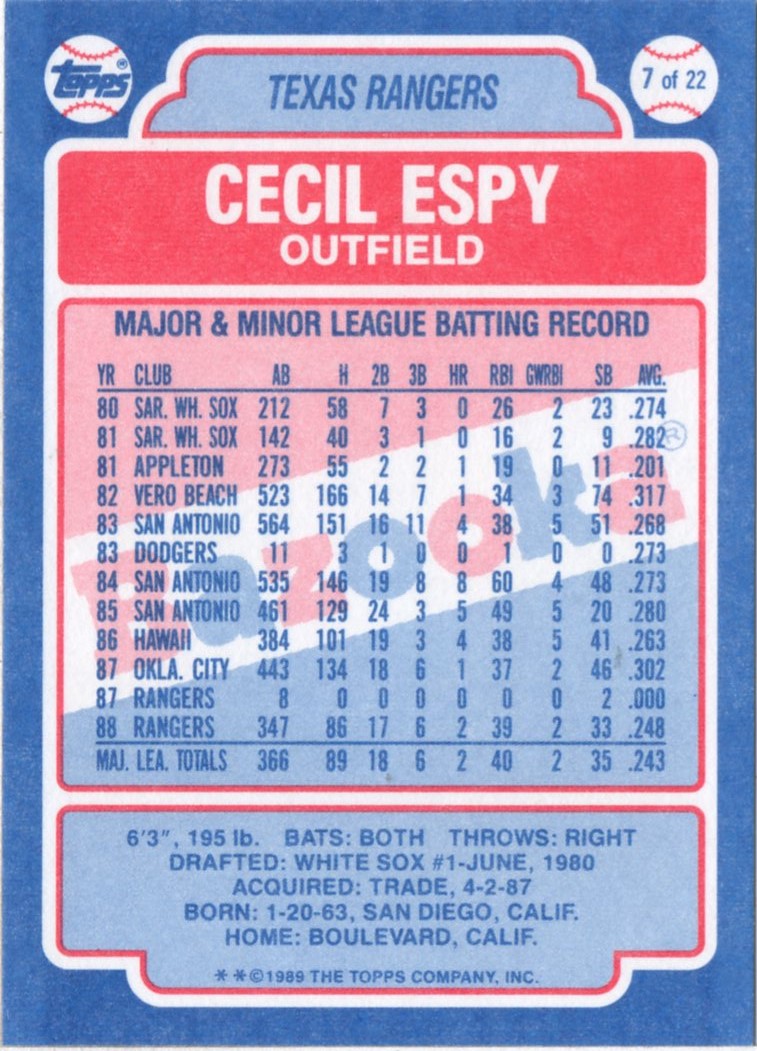 topps®
TEXAS RANGERS
7 of 22
CECIL ESPY
OUTFIELD
MAJOR & MINOR LEAGUE BATTING RECORD
YR CLUB AB H 2B 3B HR RBI GWRBI SB AVG.
80 SAR. WH. SOX 212 58 7 3 0 26 2 23 .274
81 SAR. WH. SOX 142 40 3 1 0 16 2 9 .282
81 APPLETON 273 55 2 2 1 19 0 11 .201
82 VERO BEACH 523 166 14 7 1 34 3 74 .317
83 SAN ANTONIO 564 151 16 11 4 38 5 51 .268
83 DODGERS 11 3 1 0 0 1 0 0 .273
84 SAN ANTONIO 535 146 19 8 8 60 4 48 .273
85 SAN ANTONIO 461 129 24 3 5 49 5 20 .280
86 HAWAII 384 101 19 3 4 38 5 41 .263
87 OKLA. CITY 443 134 18 6 1 37 2 46 .302
87 RANGERS 8 0 0 0 0 0 0 2 .000
88 RANGERS 347 86 17 6 2 39 2 33 .248
MAJ. LEA. TOTALS 366 89 18 6 2 40 2 35 .243
Bazooka®
6'3", 195 lb. BATS: BOTH THROWS: RIGHT
DRAFTED: WHITE SOX #1-JUNE, 1980
ACQUIRED: TRADE, 4-2-87
BORN: 1-20-63, SAN DIEGO, CALIF.
HOME: BOULEVARD, CALIF.
**©1989 THE TOPPS COMPANY, INC.